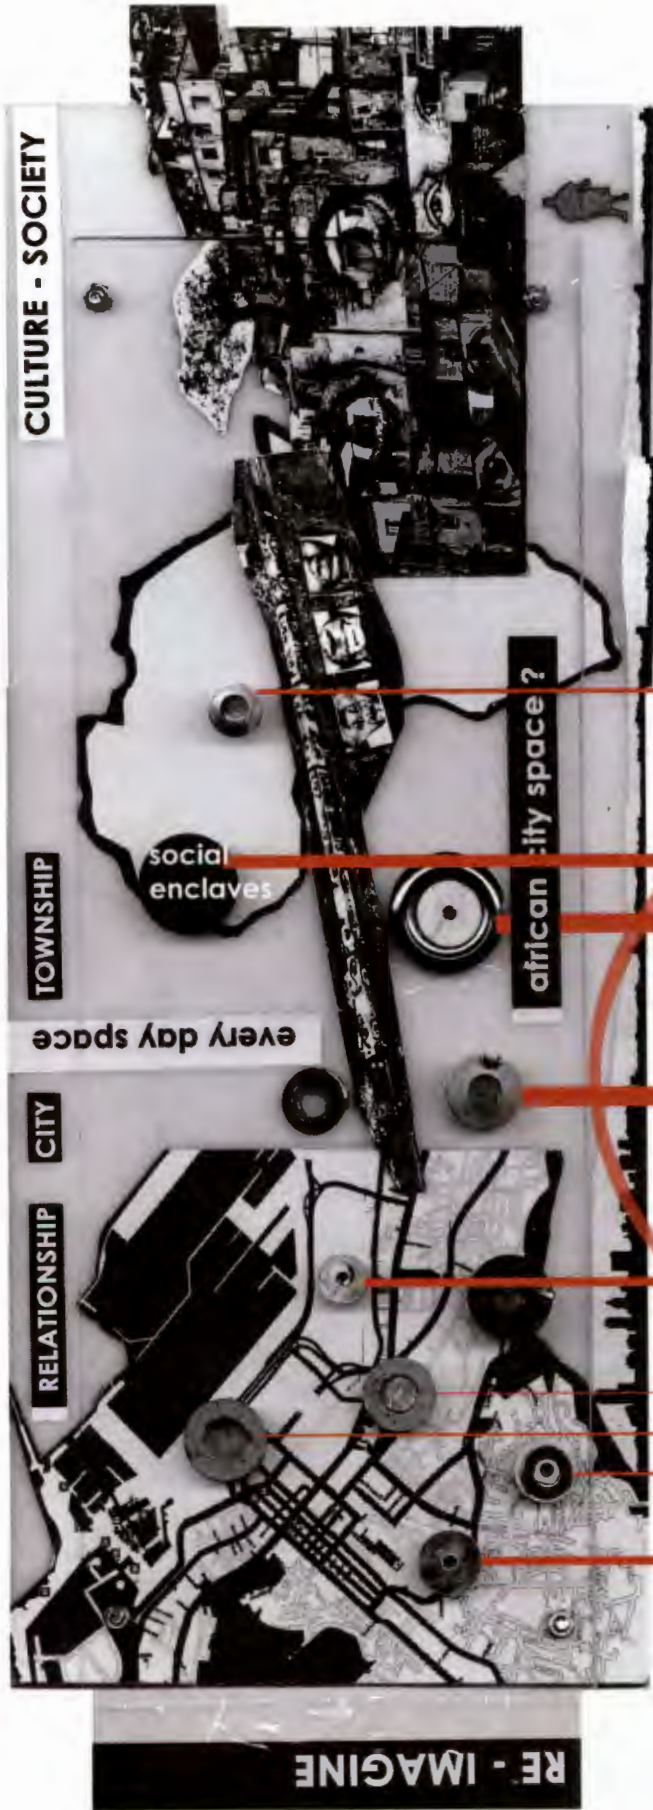 CULTURE - SOCIETY
african city space ?
social
enclaves
TOWNSHIP
every day space
CITY
RELATIONSHIP
RE - IMAGINE